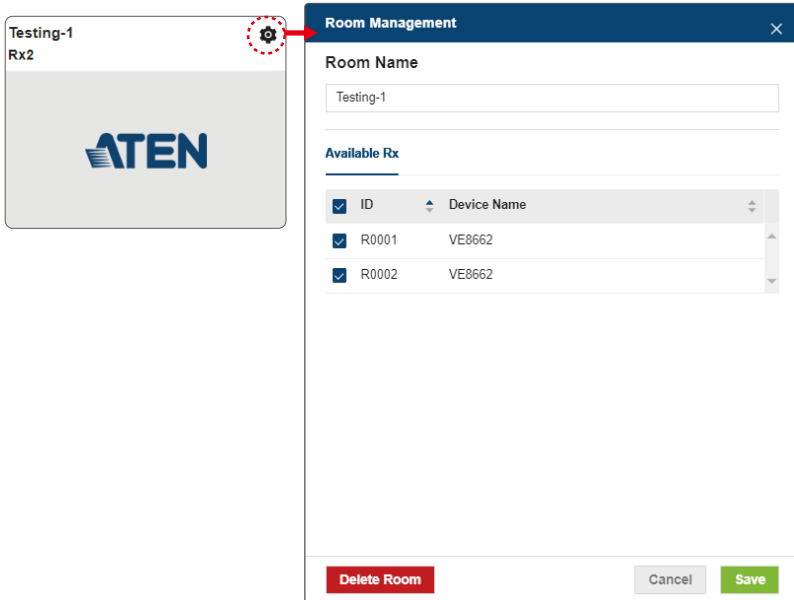 Testing-1
Rx2
ATEN
Room Management
Room Name
Testing-1
Available Rx
ID Device Name
R0001 VE8662
R0002 VE8662
Delete Room Cancel Save